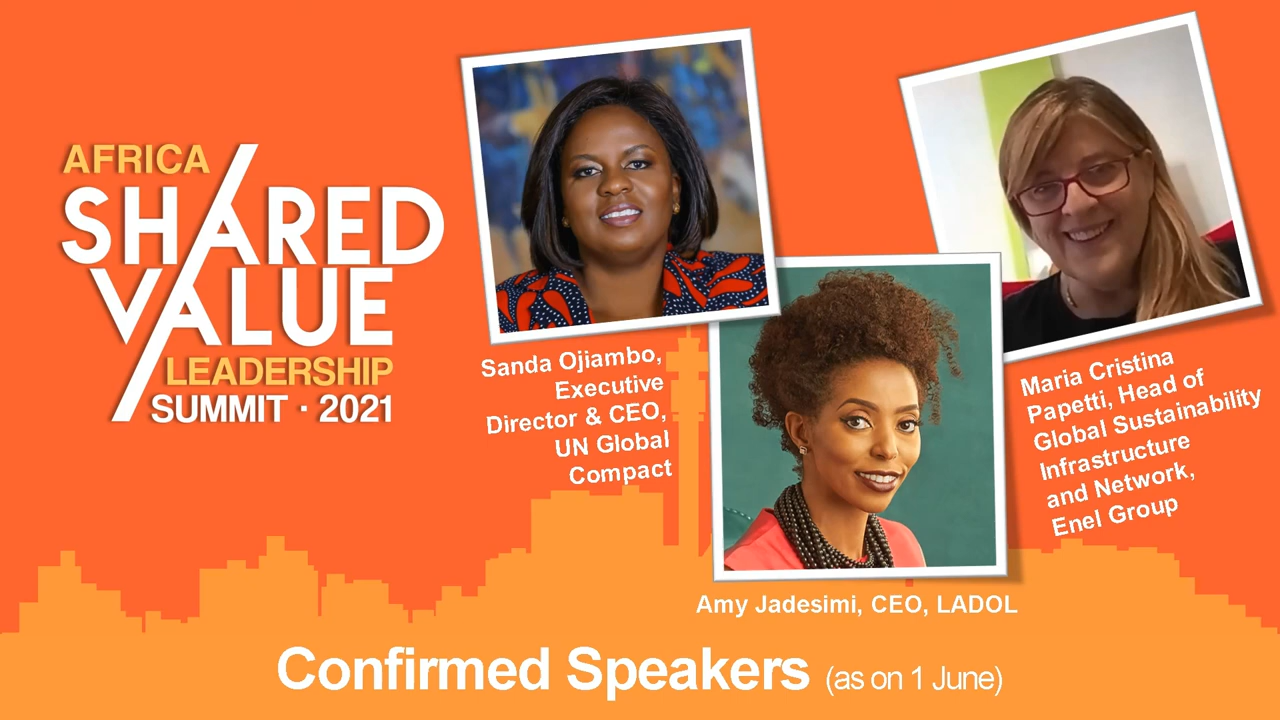 AFRICA
SHARED
VALUE
LEADERSHIP
SUMMIT · 2021
Sanda Ojiambo,
Executive
Director & CEO,
UN Global
Compact
Amy Jadesimi, CEO, LADOL
Maria Cristina
Papetti, Head of
Global Sustainability
Infrastructure
and Network,
Enel Group
Confirmed Speakers (as on 1 June)